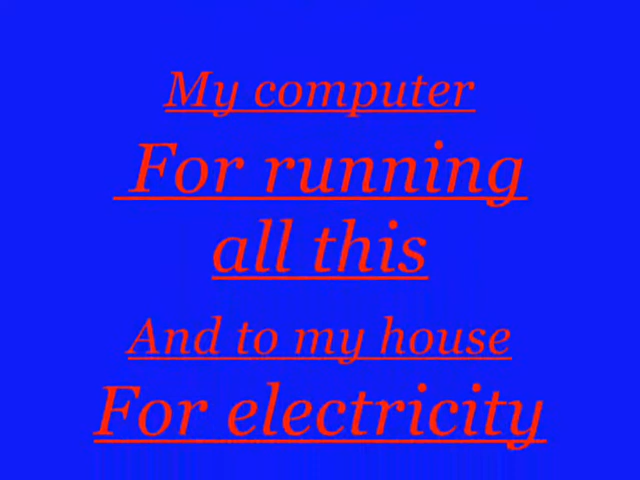 My computer
For running
all this
And to my house
For electricity